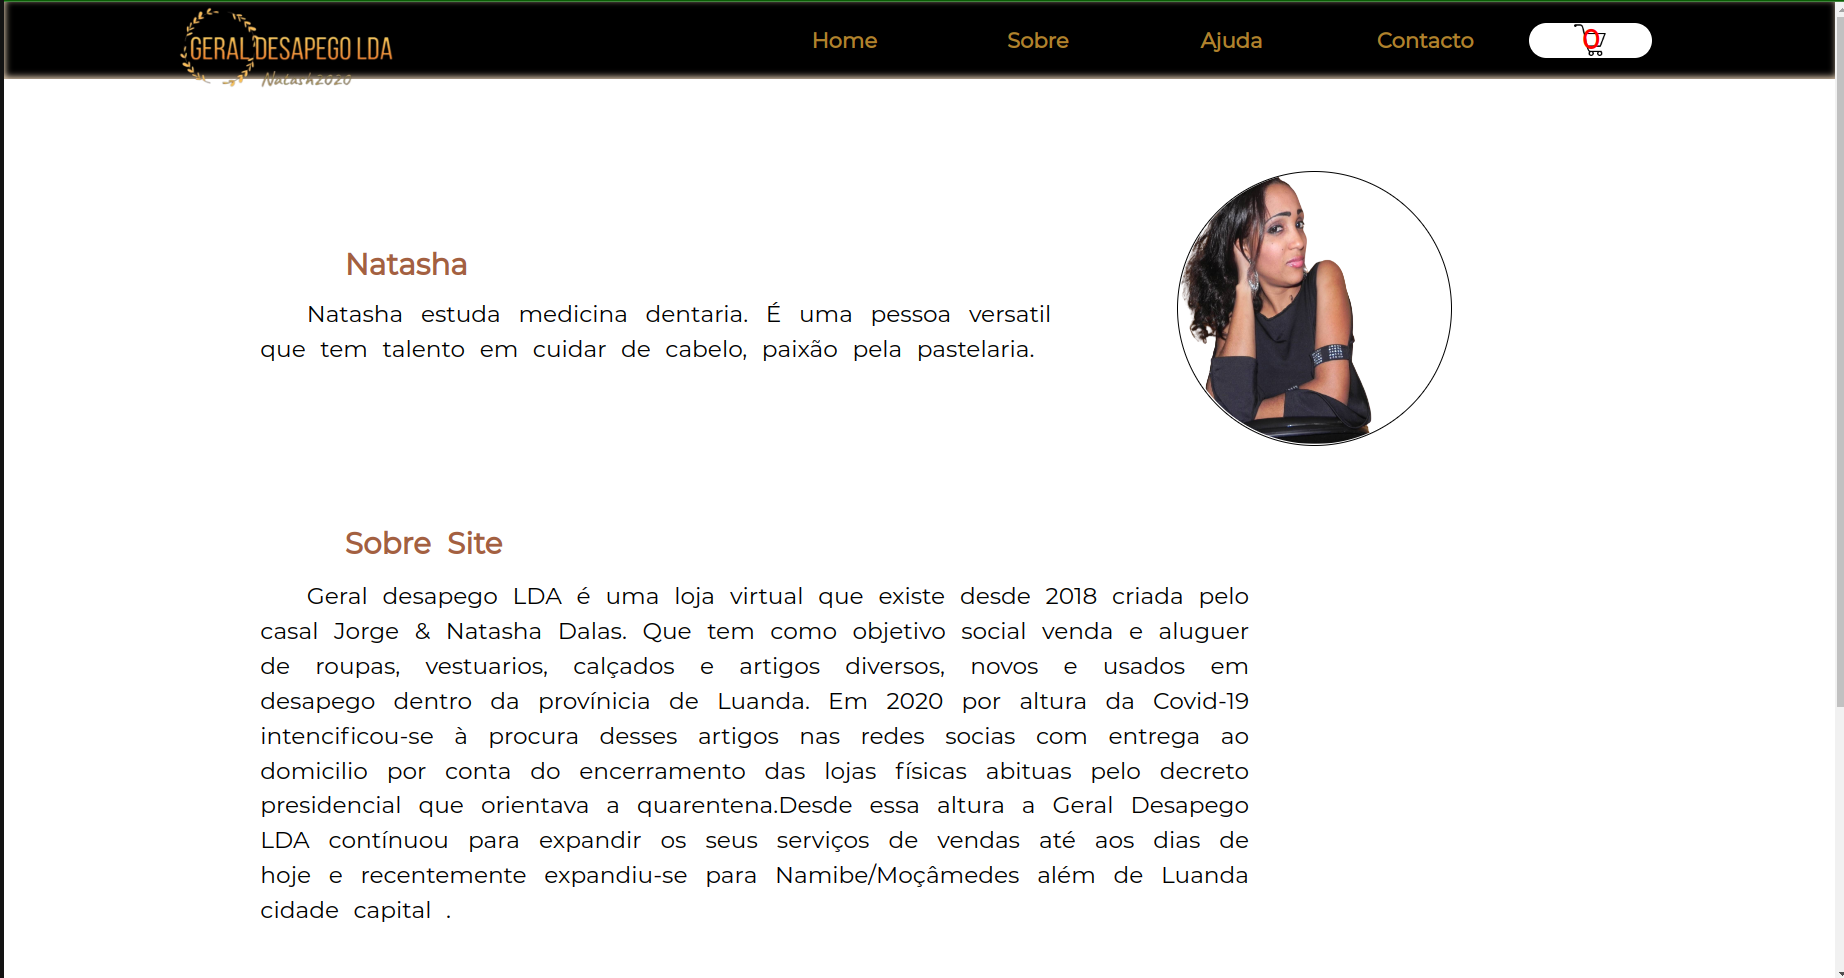 GERAL DESAPEGO LDA
Natash2020
Home Sobre Ajuda Contacto 0
Natasha
Natasha estuda medicina dentaria. É uma pessoa versatil
que tem talento em cuidar de cabelo, paixão pela pastelaria.
Sobre Site
Geral desapego LDA é uma loja virtual que existe desde 2018 criada pelo
casal Jorge & Natasha Dalas. Que tem como objetivo social venda e aluguer
de roupas, vestuarios, calçados e artigos diversos, novos e usados em
desapego dentro da provínicia de Luanda. Em 2020 por altura da Covid-19
intencificou-se à procura desses artigos nas redes socias com entrega ao
domicilio por conta do encerramento das lojas físicas abituas pelo decreto
presidencial que orientava a quarentena.Desde essa altura a Geral Desapego
LDA contínuou para expandir os seus serviços de vendas até aos dias de
hoje e recentemente expandiu-se para Namibe/Moçâmedes além de Luanda
cidade capital .